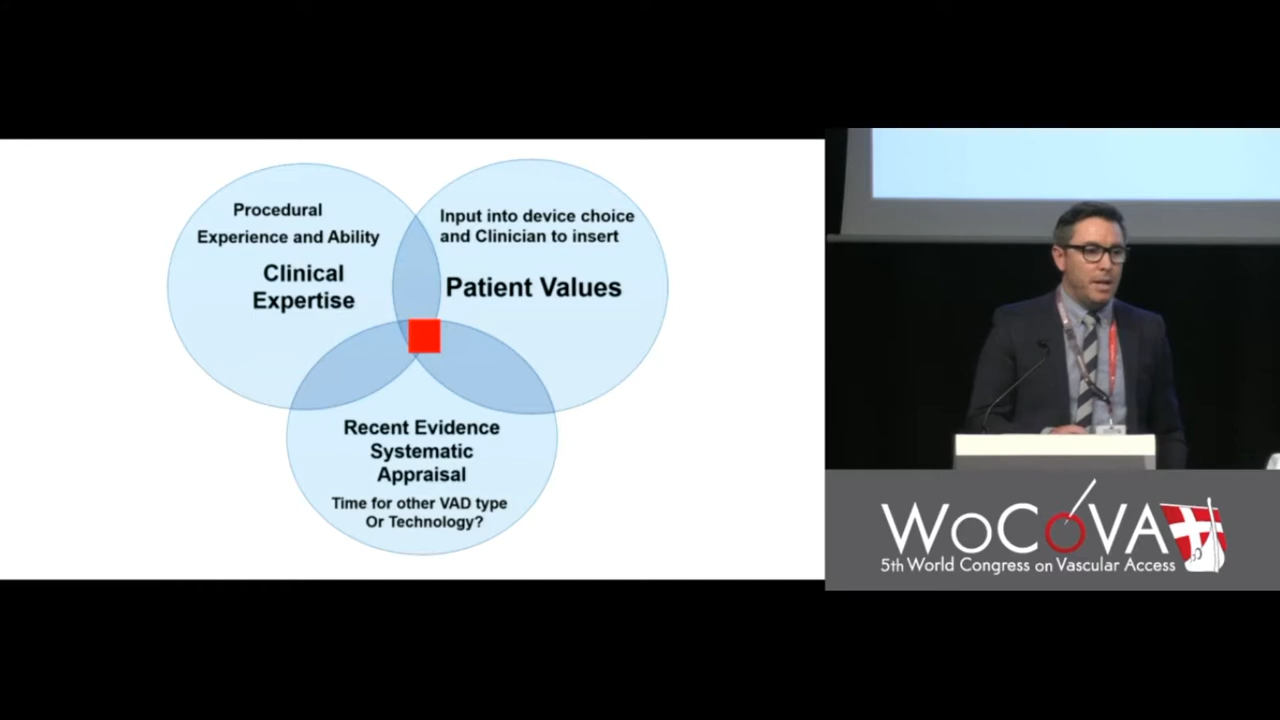 Procedural
Experience and Ability
Clinical
Expertise
Input into device choice
and Clinician to insert
Patient Values
Recent Evidence
Systematic
Appraisal
Time for other VAD type
Or Technology?
WoCoVA
5th World Congress on Vascular Access